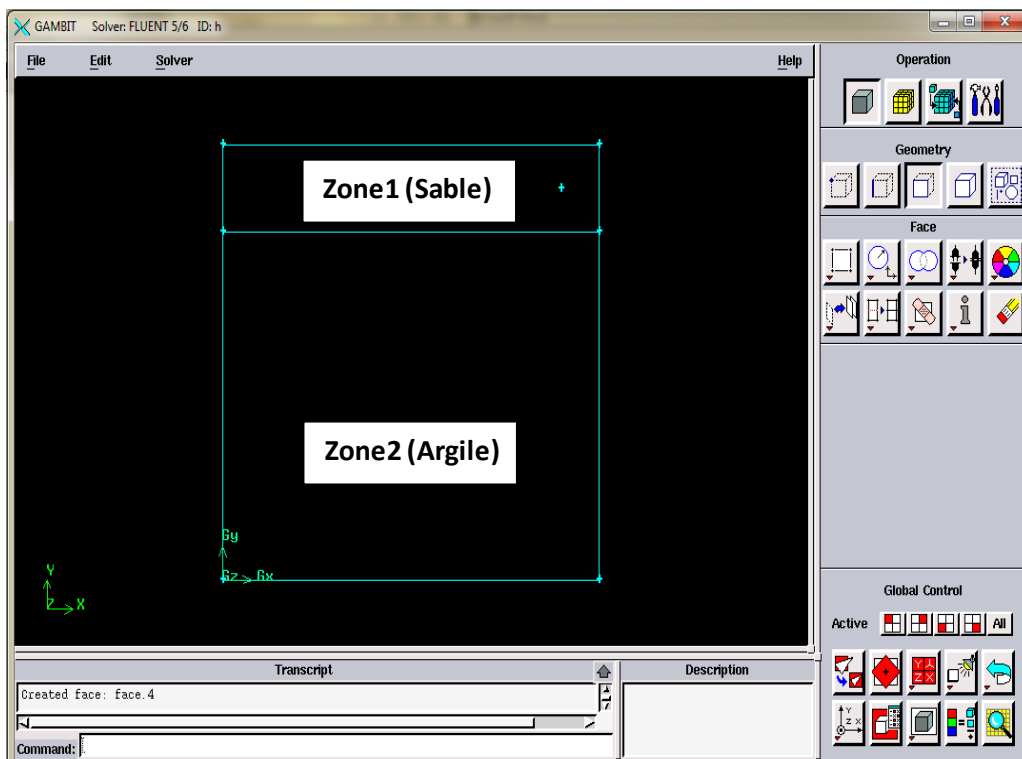 GAMBIT Solver: FLUENT 5/6 ID: h
File Edit Solver Help
Operation
Geometry
Zone1 (Sable)
Face
Zone2 (Argile)
Gy
Gz Gx
Y
Z X
Global Control
Active All
Transcript Description
Created face: face.4
Command: